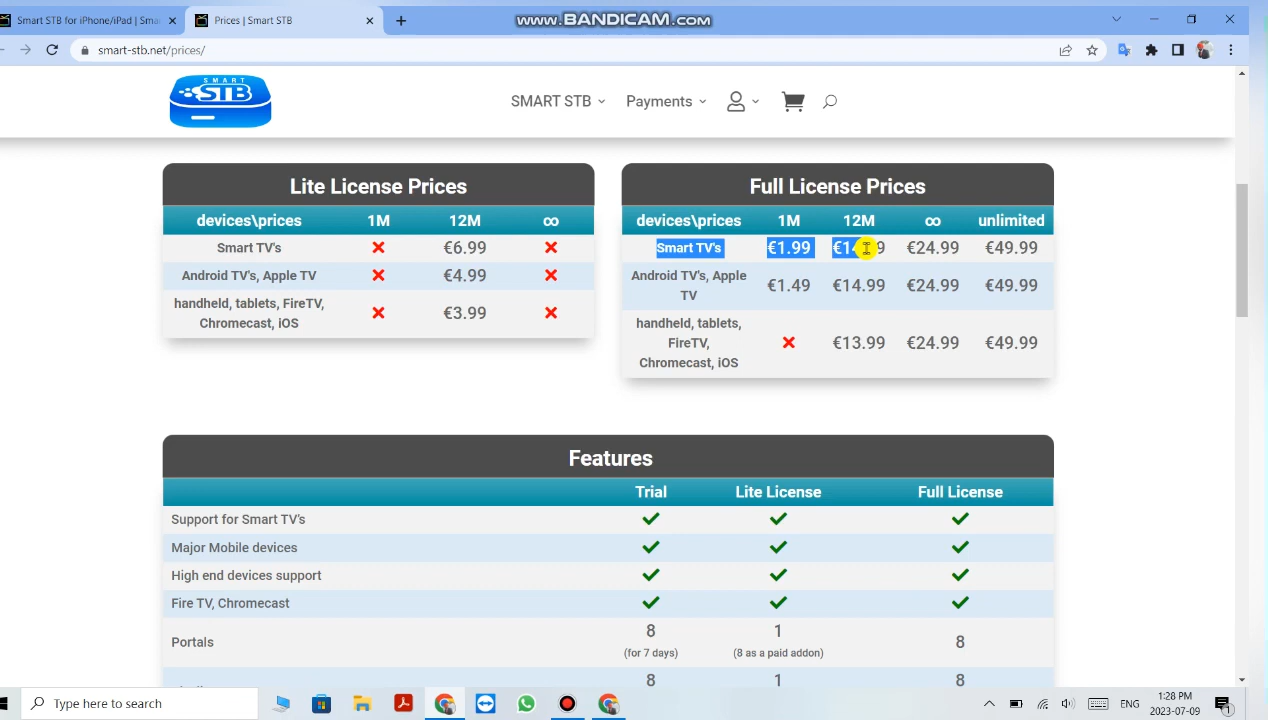 www.BANDICAM.com
Smart STB for iPhone/iPad | Sma
Prices | Smart STB
smart-stb.net/prices/
SMART
STB
SMART STB
Payments
Lite License Prices
devices\prices 1M 12M ∞
Smart TV's ❌ €6.99 ❌
Android TV's, Apple TV ❌ €4.99 ❌
handheld, tablets, FireTV,
Chromecast, iOS ❌ €3.99 ❌
Full License Prices
devices\prices 1M 12M ∞ unlimited
Smart TV's €1.99 €14.99 €24.99 €49.99
Android TV's, Apple
TV €1.49 €14.99 €24.99 €49.99
handheld, tablets,
FireTV, ❌ €13.99 €24.99 €49.99
Chromecast, iOS
Features
Trial Lite License Full License
Support for Smart TV's ✔ ✔ ✔
Major Mobile devices ✔ ✔ ✔
High end devices support ✔ ✔ ✔
Fire TV, Chromecast ✔ ✔ ✔
Portals 8 1 8
(for 7 days) (8 as a paid addon)
8 1 8
Type here to search
ENG
1:28 PM
2023-07-09
1